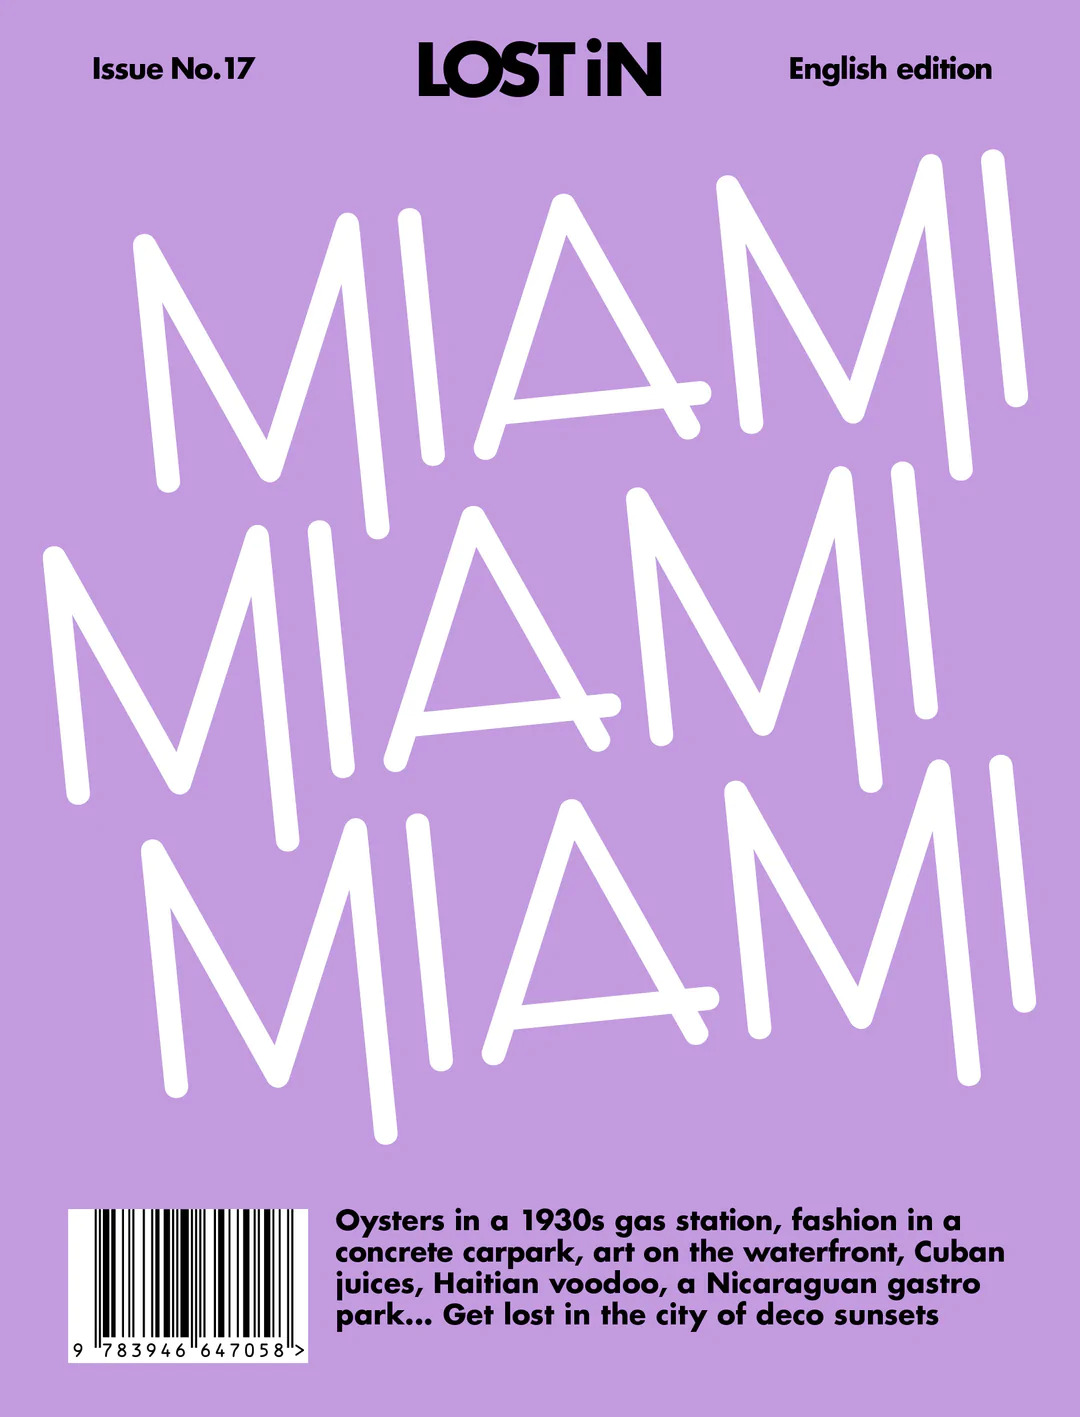 Issue No.17
LOST iN
English edition
MIAMI
MIAMI
MIAMI
Oysters in a 1930s gas station, fashion in a
concrete carpark, art on the waterfront, Cuban
juices, Haitian voodoo, a Nicaraguan gastro
park... Get lost in the city of deco sunsets
9 783946 647058 >